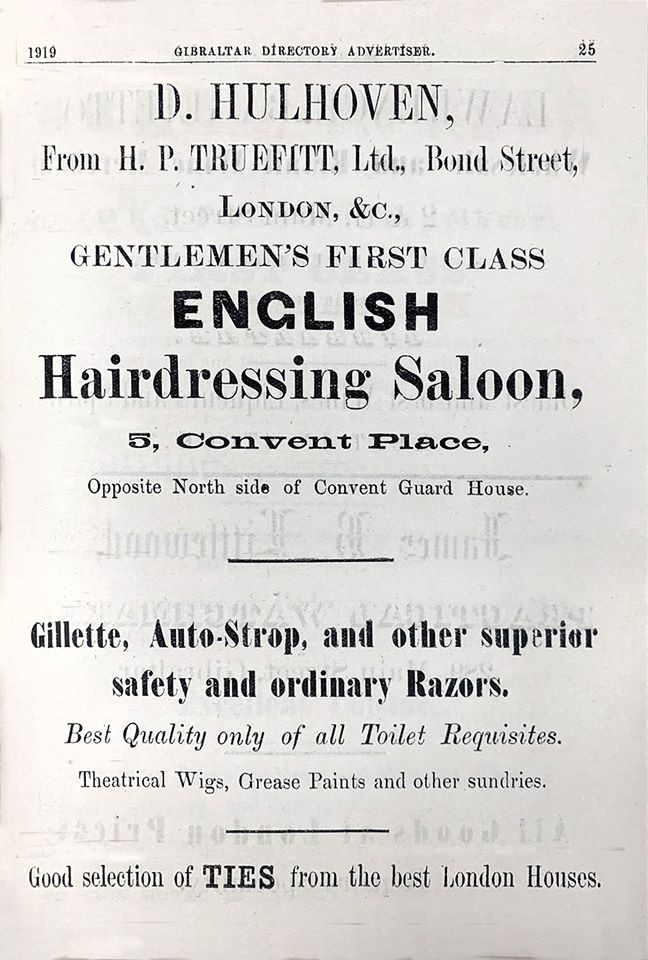 1919 GIBRALTAR DIRECTORY ADVERTISER. 25
D. HULHOVEN,
From H. P. TRUEFITT, Ltd., Bond Street,
LONDON, &C.,
GENTLEMEN'S FIRST CLASS
ENGLISH
Hairdressing Saloon,
5, Convent Place,
Opposite North side of Convent Guard House.
Gillette, Auto-Strop, and other superior
safety and ordinary Razors.
Best Quality only of all Toilet Requisites.
Theatrical Wigs, Grease Paints and other sundries.
Good selection of TIES from the best London Houses.